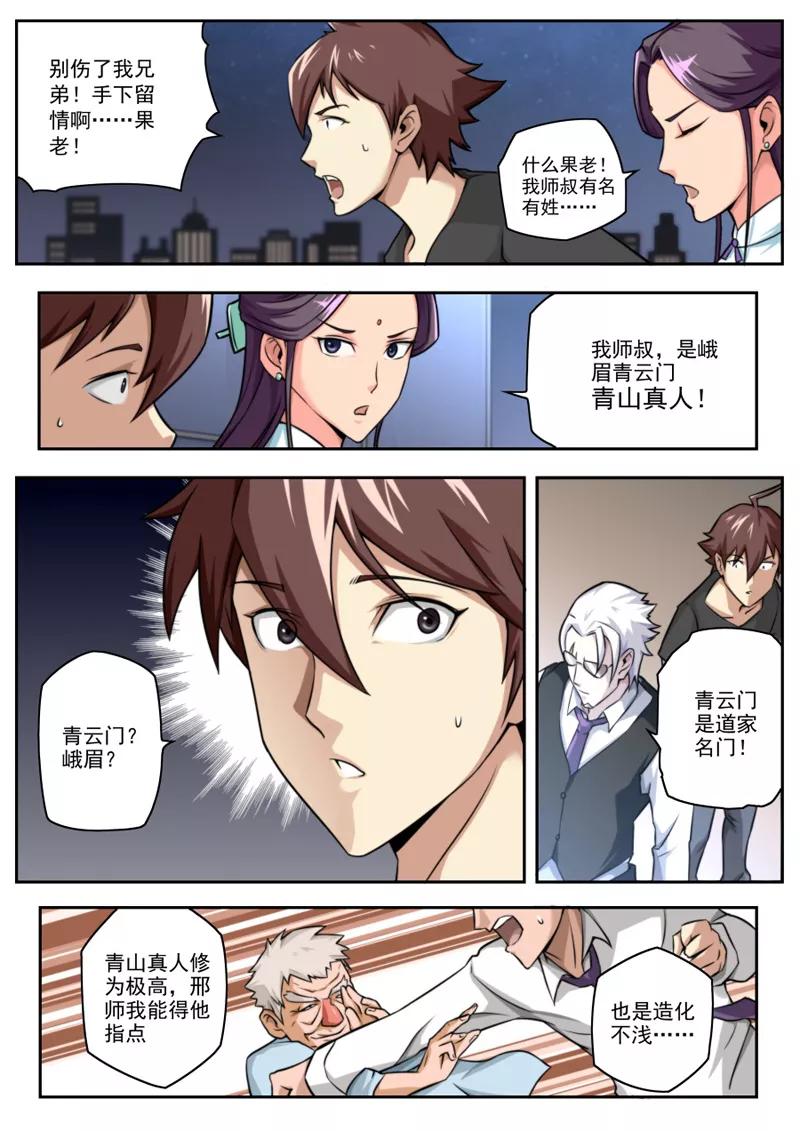 别伤了我兄
弟！手下留
情啊……果
老！
什么果老！
我师叔有名
有姓……
我师叔，是峨
眉青云门
青山真人！
青云门？
峨眉？
青云门
是道家
名门！
青山真人修
为极高，邢
师我能得他
指点
也是造化
不浅……